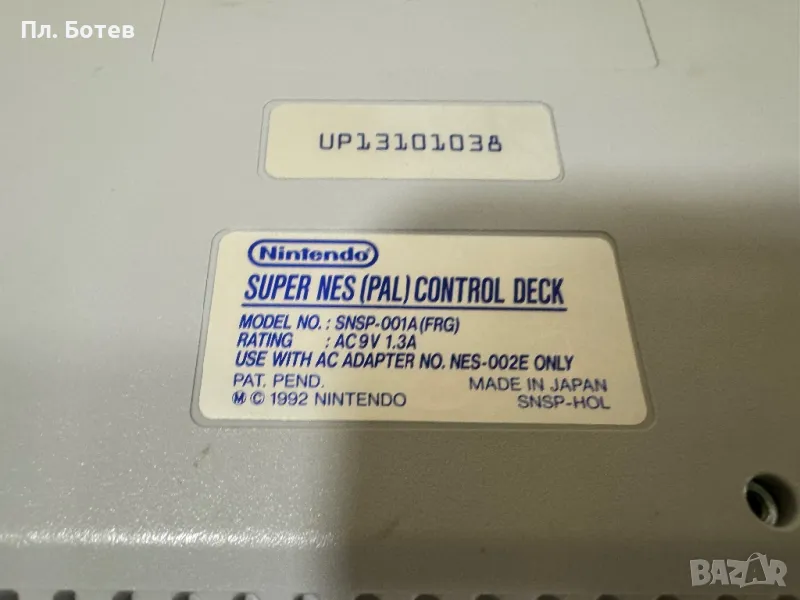 Пл. Ботев
UP13101038
Nintendo
SUPER NES (PAL) CONTROL DECK
MODEL NO. : SNSP-001A(FRG)
RATING : AC 9V 1.3A
USE WITH AC ADAPTER NO. NES-002E ONLY
PAT. PEND. MADE IN JAPAN
Ⓜ © 1992 NINTENDO SNSP-HOL
BAZAR